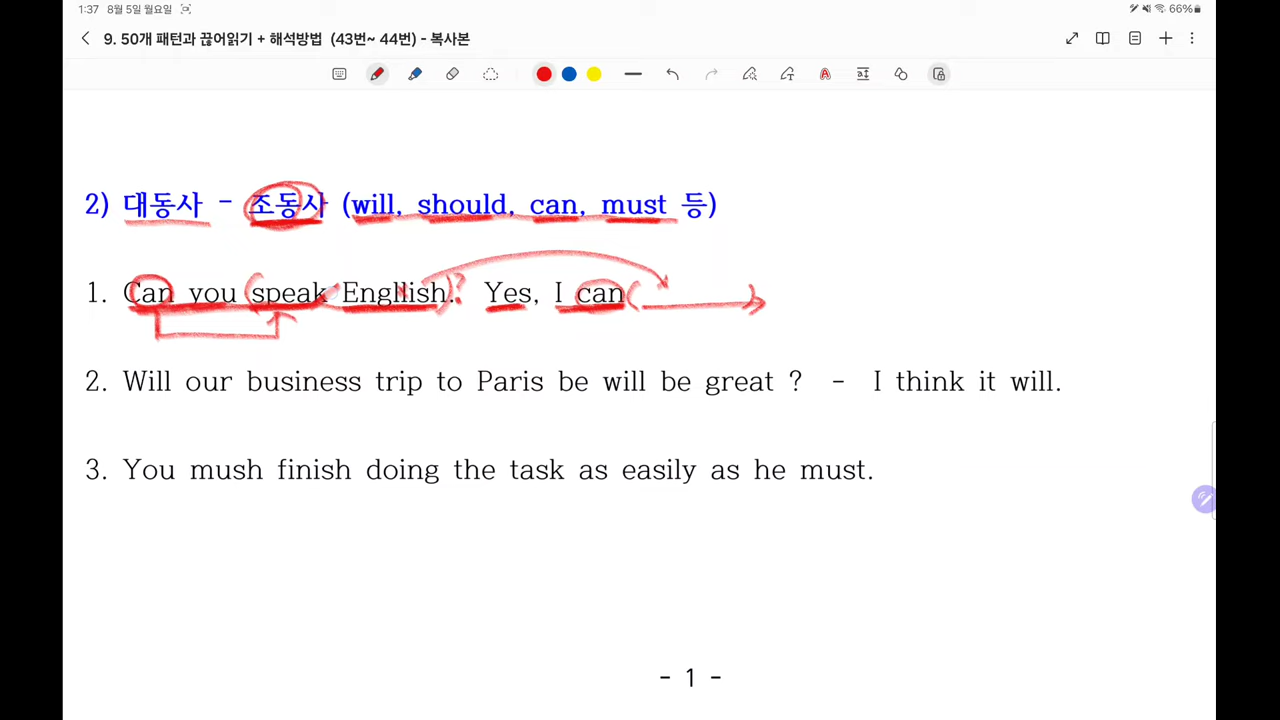 1:37 8월 5일 월요일 66%
9. 50개 패턴과 끊어읽기 + 해석방법 (43번~ 44번) - 복사본
2) 대동사 - 조동사 (will, should, can, must 등)
1. Can you speak Engllish). ? Yes, I can (
2. Will our business trip to Paris be will be great ? - I think it will.
3. You mush finish doing the task as easily as he must.
- 1 -